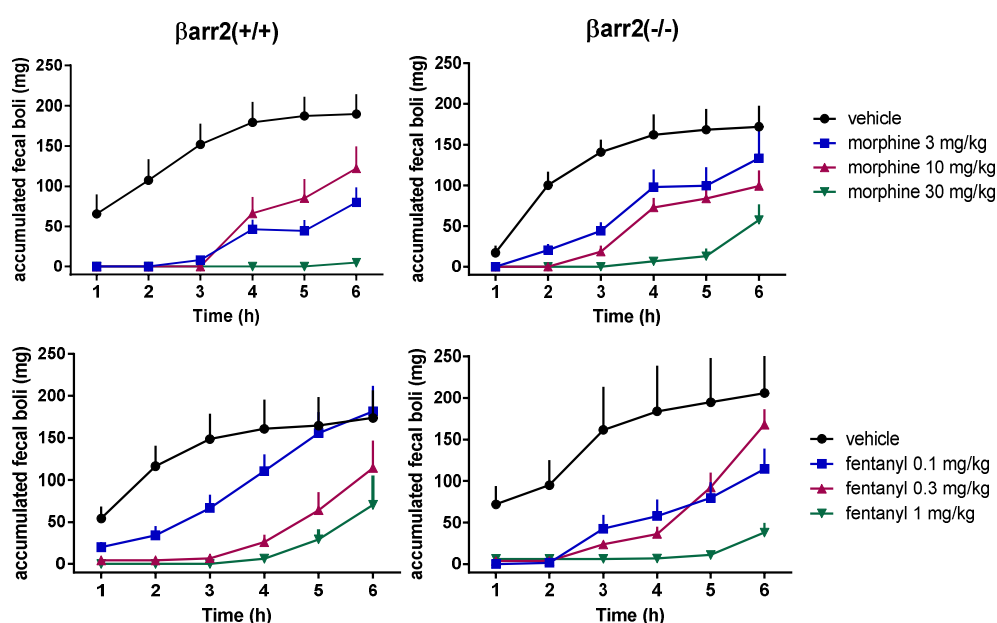 βarr2(+/+)
βarr2(-/-)
accumulated fecal boli (mg)
250
200
150
100
50
0
1 2 3 4 5 6
Time (h)
accumulated fecal boli (mg)
250
200
150
100
50
0
1 2 3 4 5 6
Time (h)
vehicle
morphine 3 mg/kg
morphine 10 mg/kg
morphine 30 mg/kg
accumulated fecal boli (mg)
250
200
150
100
50
0
1 2 3 4 5 6
Time (h)
accumulated fecal boli (mg)
250
200
150
100
50
0
1 2 3 4 5 6
Time (h)
vehicle
fentanyl 0.1 mg/kg
fentanyl 0.3 mg/kg
fentanyl 1 mg/kg